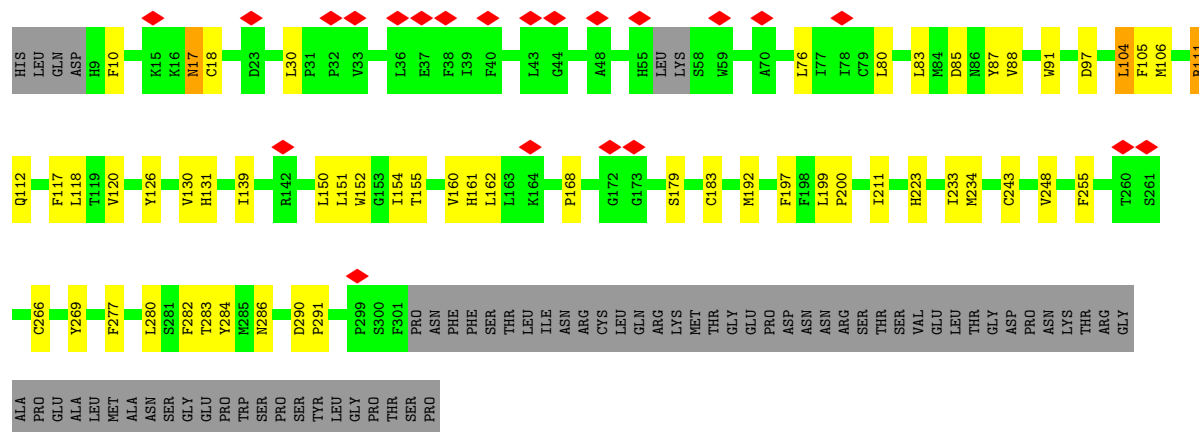 HIS LEU GLN ASP H9 F10 K15 K16 N17 C18 D23 L30 P31 P32 V33 L36 E37 F38 I39 F40 L43 G44 A48 H55 LEU LYS S58 W59 A70 L76 I77 I78 C79 L80 L83 M84 D85 N86 Y87 V88 W91 D97 L104 F105 M106
Q112 F117 L118 T119 V120 Y126 V130 H131 I139 R142 L150 L151 W152 G153 I154 T155 V160 H161 L162 L163 K164 P168 G172 G173 S179 C183 M192 F197 F198 L199 P200 I211 H223 I233 M234 C243 V248 F255 T260 S261
C266 Y269 F277 L280 S281 F282 T283 Y284 M285 N286 D290 P291 P299 S300 F301 PRO ASN PHE PHE SER THR LEU ILE ASN ARG CYS LEU GLN ARG LYS MET THR GLY GLU PRO ASP ASN ASN ARG SER THR SER VAL GLU LEU THR GLY ASP PRO ASN LYS THR ARG GLY
ALA PRO GLU ALA LEU MET ALA ASN SER GLY GLU PRO TRP SER PRO SER TYR LEU GLY PRO THR SER PRO